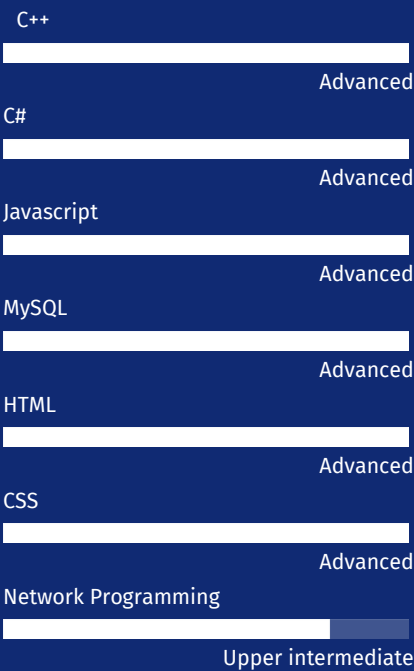 C++
Advanced
C#
Advanced
Javascript
Advanced
MySQL
Advanced
HTML
Advanced
CSS
Advanced
Network Programming
Upper intermediate